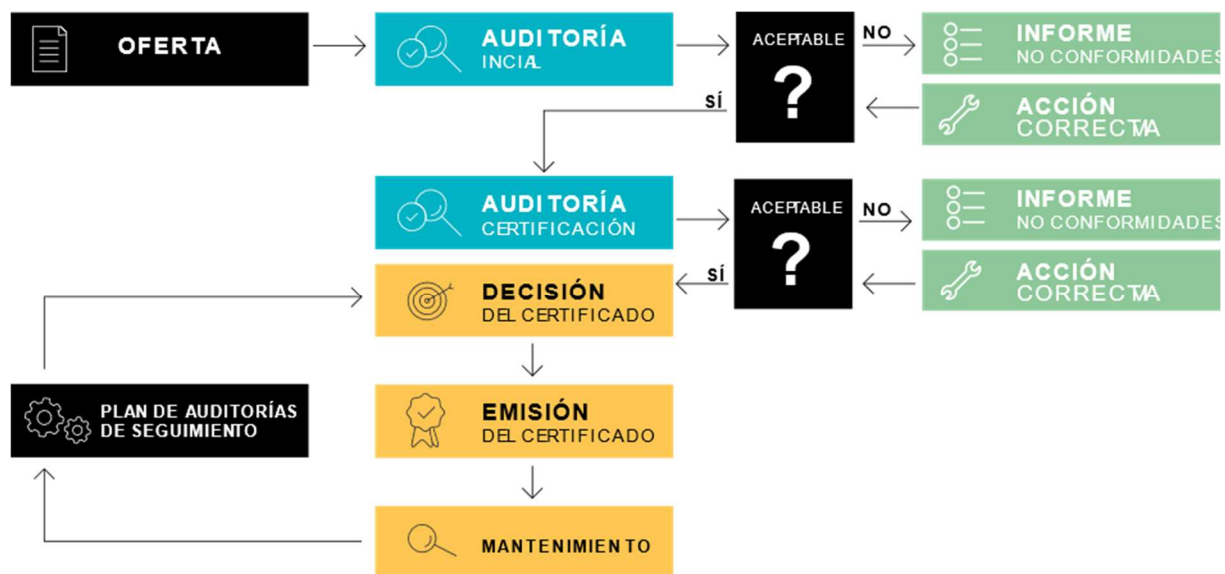 OFERTA
AUDITORÍA
INCIAL
ACEPTABLE
?
NO
INFORME
NO CONFORMIDADES
SÍ
ACCIÓN
CORRECTIVA
AUDITORÍA
CERTIFICACIÓN
ACEPTABLE
?
NO
INFORME
NO CONFORMIDADES
SÍ
ACCIÓN
CORRECTIVA
DECISIÓN
DEL CERTIFICADO
PLAN DE AUDITORÍAS
DE SEGUIMIENTO
EMISIÓN
DEL CERTIFICADO
MANTENIMIENTO